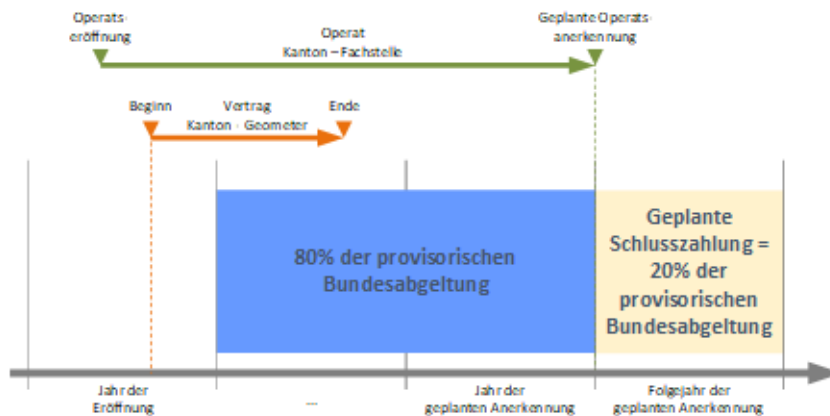 Operats-
eröffnung
Operat
Kanton – Fachstelle
Geplante Operats-
anerkennung
Beginn
Vertrag
Kanton - Geometer
Ende
80% der provisorischen
Bundesabgeltung
Geplante
Schlusszahlung =
20% der
provisorischen
Bundesabgeltung
Jahr der
Eröffnung
...
Jahr der
geplanten Anerkennung
Folgejahr der
geplanten Anerkennung